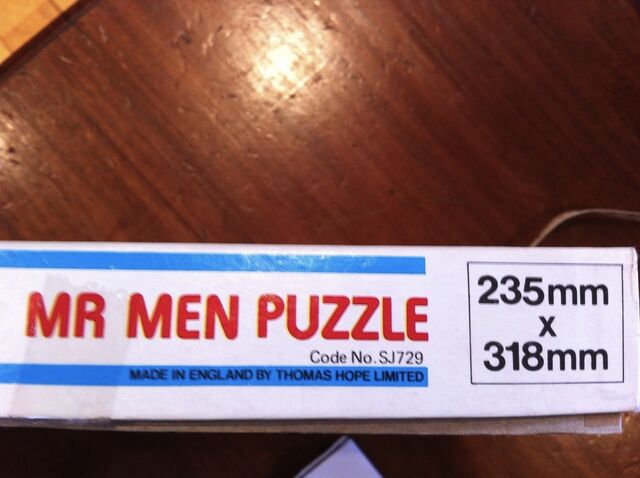 MR MEN PUZZLE
Code No. SJ729
MADE IN ENGLAND BY THOMAS HOPE LIMITED
235mm
x
318mm